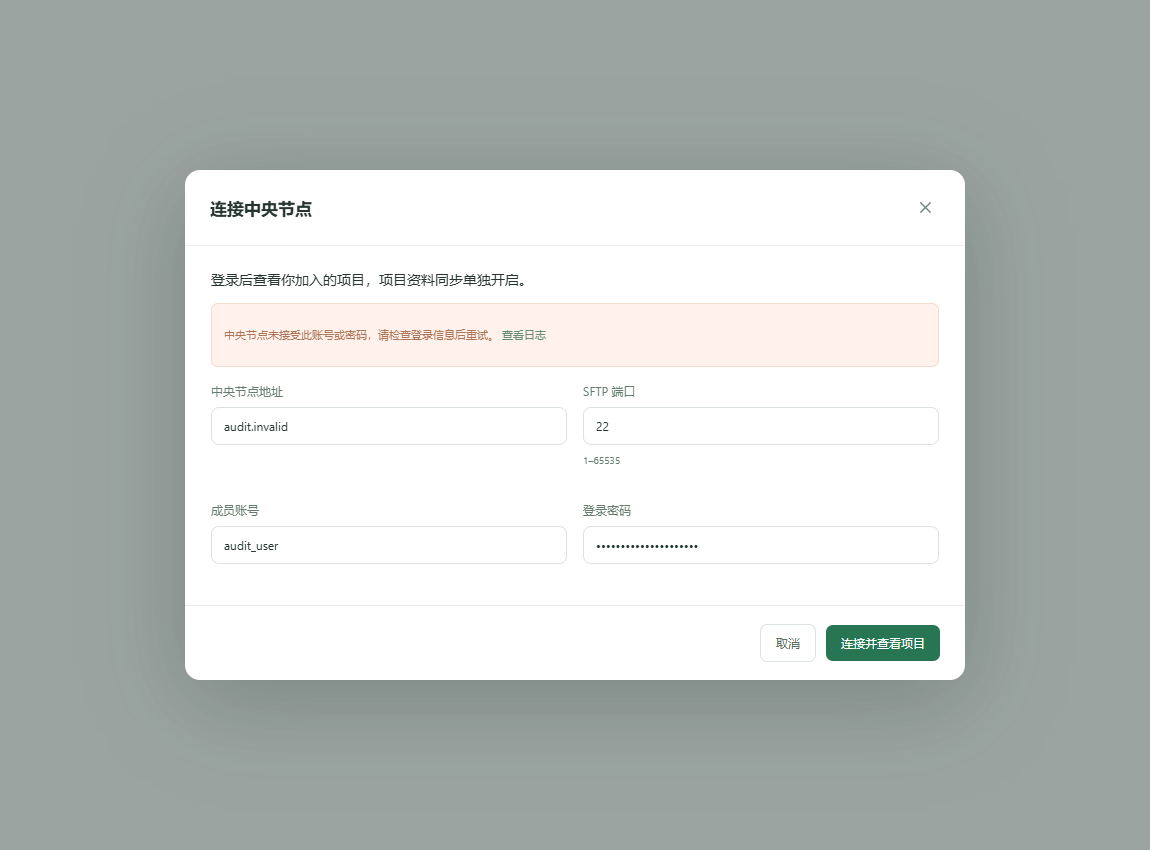 连接中央节点
登录后查看你加入的项目，项目资料同步单独开启。
中央节点未接受此账号或密码，请检查登录信息后重试。 查看日志
中央节点地址
SFTP 端口
audit.invalid
22
1–65535
成员账号
登录密码
audit_user
•••••••••••••••••••••
取消
连接并查看项目